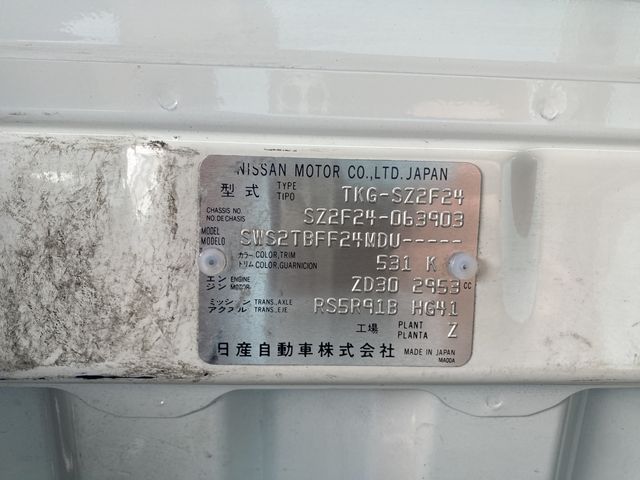 NISSAN MOTOR CO.,LTD. JAPAN
型式 TYPE TIPO TKG-SZ2F24
CHASSIS NO. NO DE CHASIS SZ2F24-063903
MODEL MODELO SWS2TBFF24MDU-----
カラー トリム COLOR,TRIM COLOR,GUARNICION 531 K
エンジン ENGINE MOTOR ZD30 2953 CC
ミッション アクスル TRANS.,AXLE TRANS.,EJE RS5R91B HG41
工場 PLANT PLANTA Z
日産自動車株式会社 MADE IN JAPAN
MA0DA